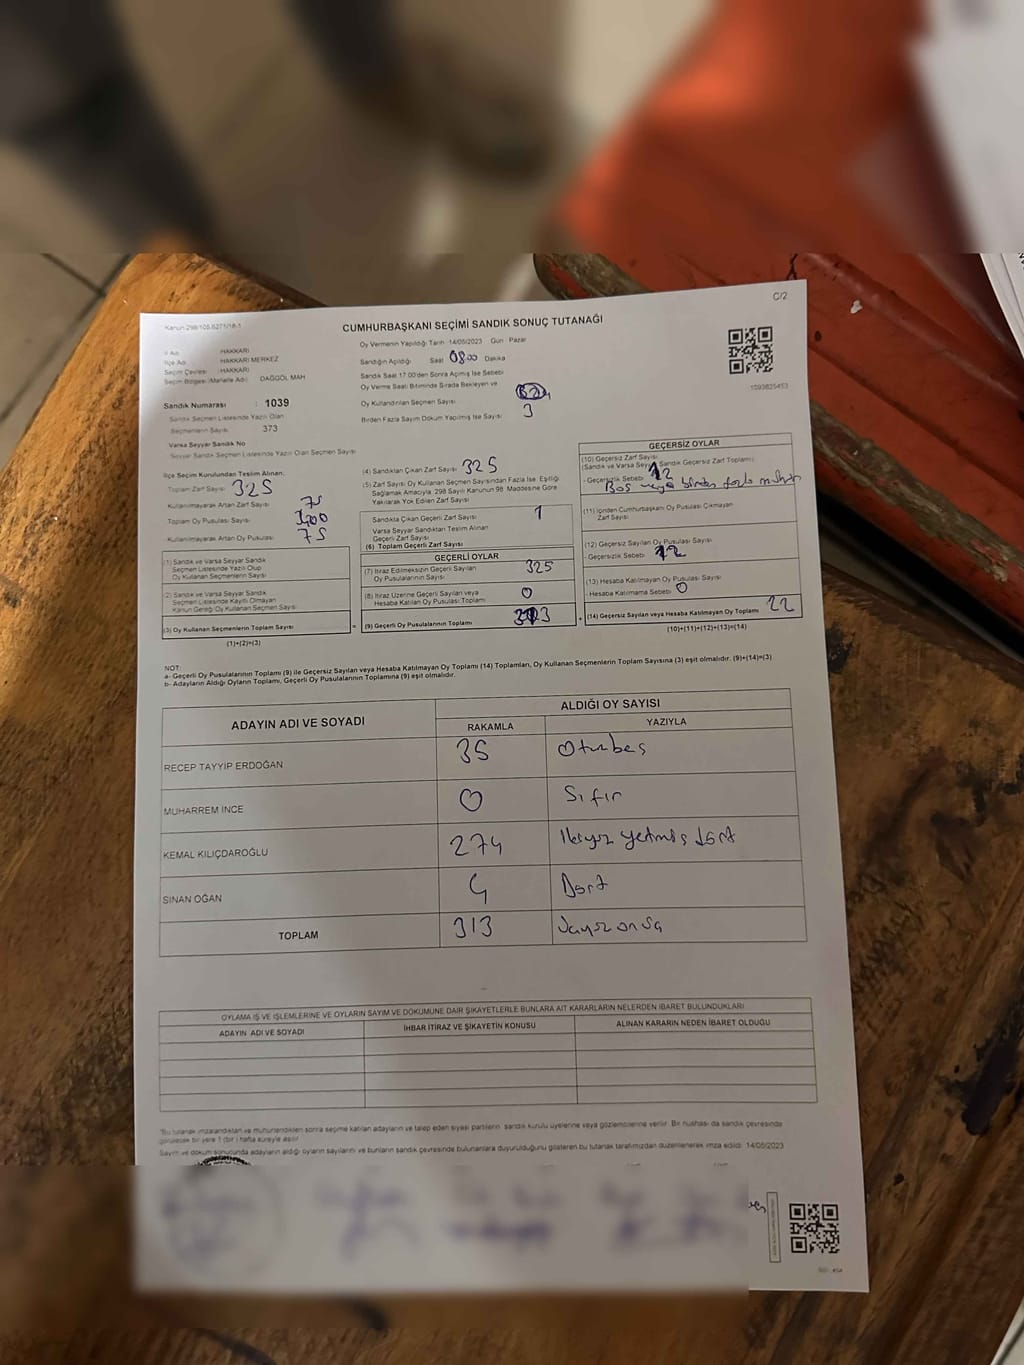 C/2
Kanun:298/105,6271/18-1
CUMHURBAŞKANI SEÇİMİ SANDIK SONUÇ TUTANAĞI
İl Adı : HAKKARİ
İlçe Adı : HAKKARİ MERKEZ
Seçim Çevresi : HAKKARİ
Seçim Bölgesi (Mahalle Adı) : DAĞGÖL MAH
Sandık Numarası : 1039
Sandık Seçmen Listesinde Yazılı Olan
Seçmenlerin Sayısı 373
Varsa Seyyar Sandık No
Seyyar Sandık Seçmen Listesinde Yazılı Olan Seçmen Sayısı
Oy Vermenin Yapıldığı Tarih :14/05/2023 Gün : Pazar
Sandığın Açıldığı Saat 08:00 Dakika
Sandık Saat 17:00'den Sonra Açılmış İse Sebebi
Oy Verme Saati Bitiminde Sırada Bekleyen ve
Oy Kullandırılan Seçmen Sayısı
Birden Fazla Sayım Döküm Yapılmış İse Sayısı 3
1593825453
İlçe Seçim Kurulundan Teslim Alınan:
Toplam Zarf Sayısı 325
Kullanılmayarak Artan Zarf Sayısı 75
Toplam Oy Pusulası Sayısı
- Kullanılmayarak Artan Oy Pusulası 75
(1) Sandık ve Varsa Seyyar Sandık
Seçmen Listesinde Yazılı Olup
Oy Kullanan Seçmenlerin Sayısı
(2) Sandık ve Varsa Seyyar Sandık
Seçmen Listesinde Kayıtlı Olmayan
Kanun Gereği Oy Kullanan Seçmen Sayısı
(3) Oy Kullanan Seçmenlerin Toplam Sayısı
(1)+(2)=(3)
(4) Sandıktan Çıkan Zarf Sayısı 325
(5) Zarf Sayısı Oy Kullanan Seçmen Sayısından Fazla İse, Eşitliği
Sağlamak Amacıyla, 298 Sayılı Kanunun 98. Maddesine Göre
Yakılarak Yok Edilen Zarf Sayısı
Sandıkta Çıkan Geçerli Zarf Sayısı 1
Varsa Seyyar Sandıktan Teslim Alınan
Geçerli Zarf Sayısı
(6) Toplam Geçerli Zarf Sayısı
GEÇERLİ OYLAR
(7) İtiraz Edilmeksizin Geçerli Sayılan
Oy Pusulalarının Sayısı 325
(8) İtiraz Üzerine Geçerli Sayılan veya
Hesaba Katılan Oy Pusulası Toplamı 0
= (9) Geçerli Oy Pusulalarının Toplamı
GEÇERSİZ OYLAR
(10) Geçersiz Zarf Sayısı
(Sandık ve Varsa Seyyar Sandık Geçersiz Zarf Toplamı)
- Geçersizlik Sebebi : 12
Boş veya birden fazla mühür
(11) İçinden Cumhurbaşkanı Oy Pusulası Çıkmayan
Zarf Sayısı
(12) Geçersiz Sayılan Oy Pusulası Sayısı
- Geçersizlik Sebebi : 12
(13) Hesaba Katılmayan Oy Pusulası Sayısı
- Hesaba Katılmama Sebebi : 0
+ (14) Geçersiz Sayılan veya Hesaba Katılmayan Oy Toplamı 22
(10)+(11)+(12)+(13)=(14)
NOT:
a- Geçerli Oy Pusulalarının Toplamı (9) ile Geçersiz Sayılan veya Hesaba Katılmayan Oy Toplamı (14) Toplamları, Oy Kullanan Seçmenlerin Toplam Sayısına (3) eşit olmalıdır. (9)+(14)=(3)
b- Adayların Aldığı Oyların Toplamı, Geçerli Oy Pusulalarının Toplamına (9) eşit olmalıdır.
ADAYIN ADI VE SOYADI
ALDIĞI OY SAYISI
RAKAMLA YAZIYLA
RECEP TAYYIP ERDOĞAN 35 Otuzbeş
MUHARREM İNCE 0 Sıfır
KEMAL KILIÇDAROĞLU 274 İkiyüz yetmiş dört
SİNAN OĞAN 4 Dört
TOPLAM 313
OYLAMA İŞ VE İŞLEMLERİNE VE OYLARIN SAYIM VE DÖKÜMÜNE DAİR ŞİKAYETLERLE BUNLARA AİT KARARLARIN NELERDEN İBARET BULUNDUKLARI
ADAYIN ADI VE SOYADI İHBAR İTİRAZ VE ŞİKAYETİN KONUSU ALINAN KARARIN NEDEN İBARET OLDUĞU
*Bu tutanak imzalandıktan ve mühürlendikten sonra seçime katılan adayların ve talep eden siyasi partilerin, sandık kurulu üyelerine veya gözlemcilerine verilir. Bir nüshası da sandık çevresinde
görülecek bir yere 1 (bir ) hafta süreyle asılır
Sayım ve döküm sonucunda adayların aldığı oyların sayılarını ve bunların sandık çevresinde bulunanlara duyurulduğunu gösteren bu tutanak tarafımızdan düzenlenerek imza edildi. 14/05/2023